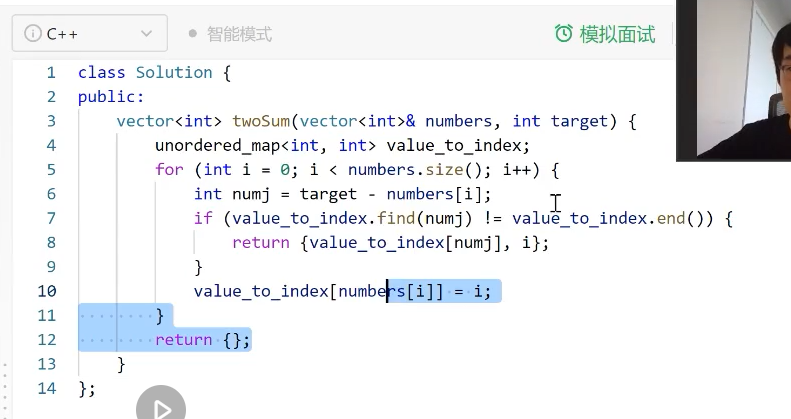 C++
智能模式
模拟面试
1 class Solution {
2 public:
3 vector<int> twoSum(vector<int>& numbers, int target) {
4 unordered_map<int, int> value_to_index;
5 for (int i = 0; i < numbers.size(); i++) {
6 int numj = target - numbers[i];
7 if (value_to_index.find(numj) != value_to_index.end()) {
8 return {value_to_index[numj], i};
9 }
10 value_to_index[numbers[i]] = i;
11 }
12 return {};
13 }
14 };